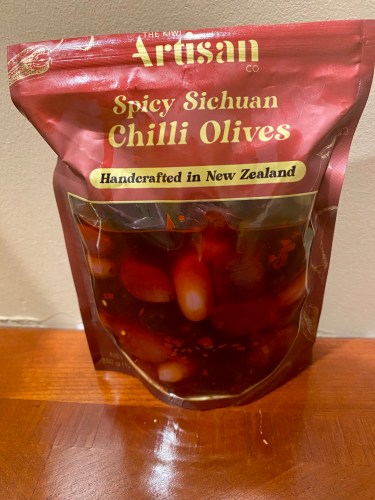 THE KIWI
Artisan
CO
Spicy Sichuan
Chilli Olives
Handcrafted in New Zealand